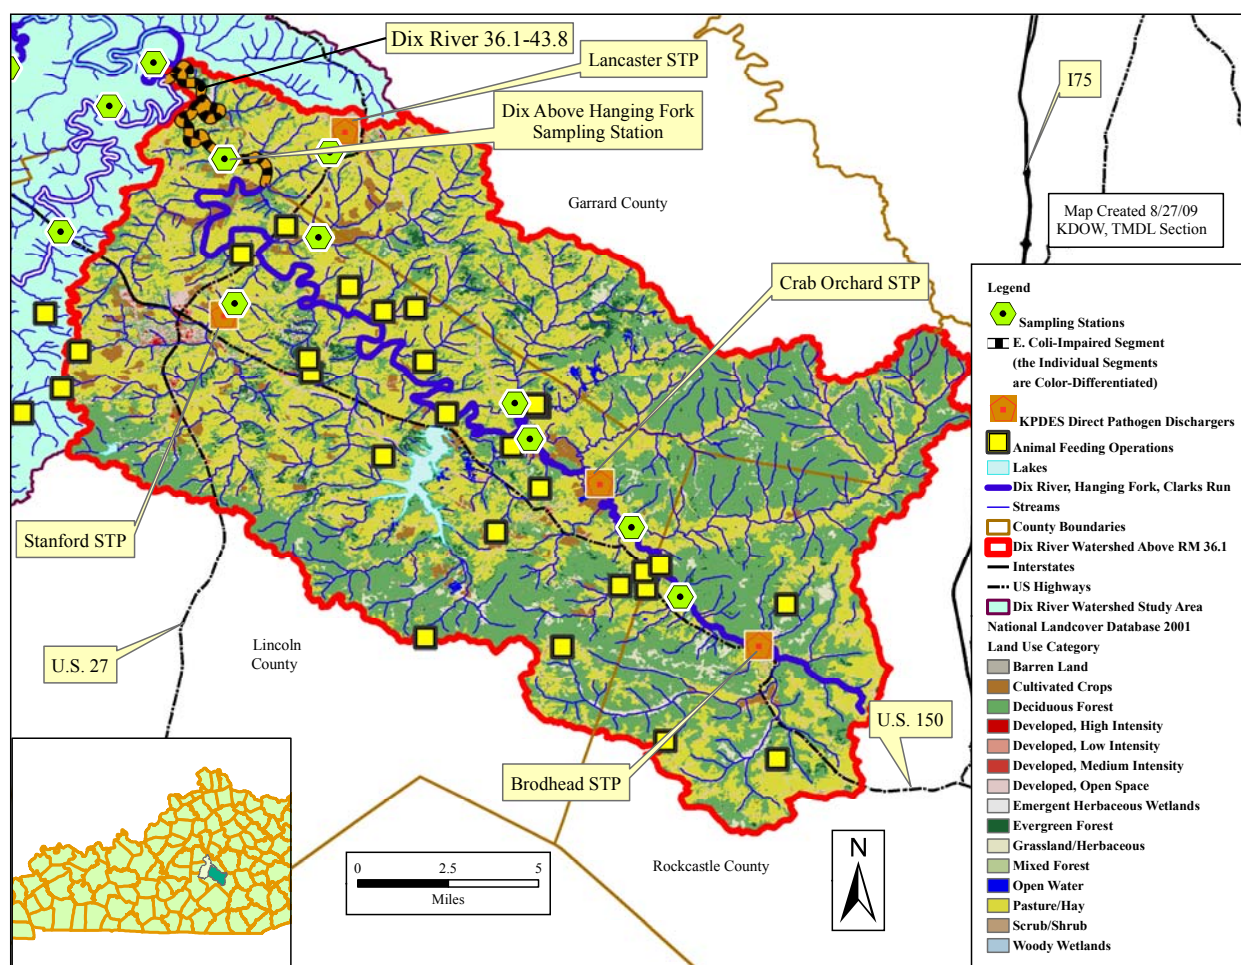 Dix River 36.1-43.8
Lancaster STP
I75
Dix Above Hanging Fork
Sampling Station
Garrard County
Map Created 8/27/09
KDOW, TMDL Section
Crab Orchard STP
Stanford STP
U.S. 27
Lincoln
County
U.S. 150
Brodhead STP
Rockcastle County
0
2.5
5
Miles
N
Legend
Sampling Stations
E. Coli-Impaired Segment
(the Individual Segments
are Color-Differentiated)
KPDES Direct Pathogen Dischargers
Animal Feeding Operations
Lakes
Dix River, Hanging Fork, Clarks Run
Streams
County Boundaries
Dix River Watershed Above RM 36.1
Interstates
US Highways
Dix River Watershed Study Area
National Landcover Database 2001
Land Use Category
Barren Land
Cultivated Crops
Deciduous Forest
Developed, High Intensity
Developed, Low Intensity
Developed, Medium Intensity
Developed, Open Space
Emergent Herbaceous Wetlands
Evergreen Forest
Grassland/Herbaceous
Mixed Forest
Open Water
Pasture/Hay
Scrub/Shrub
Woody Wetlands